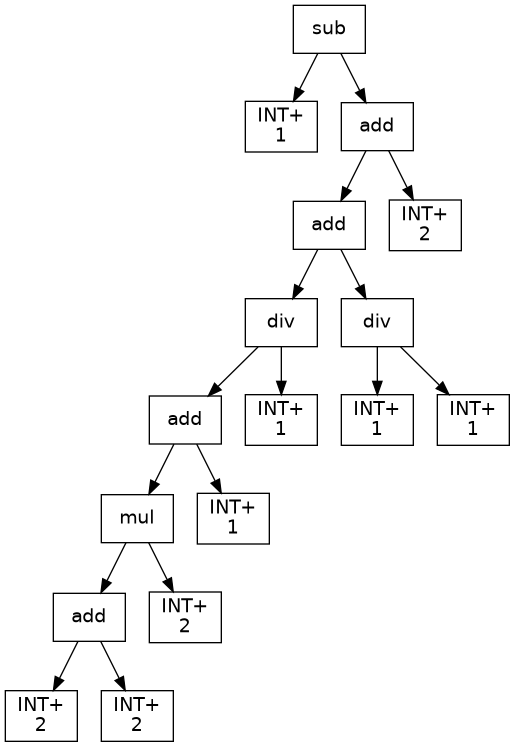 sub
INT+
1
add
add
INT+
2
div
div
add
INT+
1
INT+
1
INT+
1
mul
INT+
1
add
INT+
2
INT+
2
INT+
2